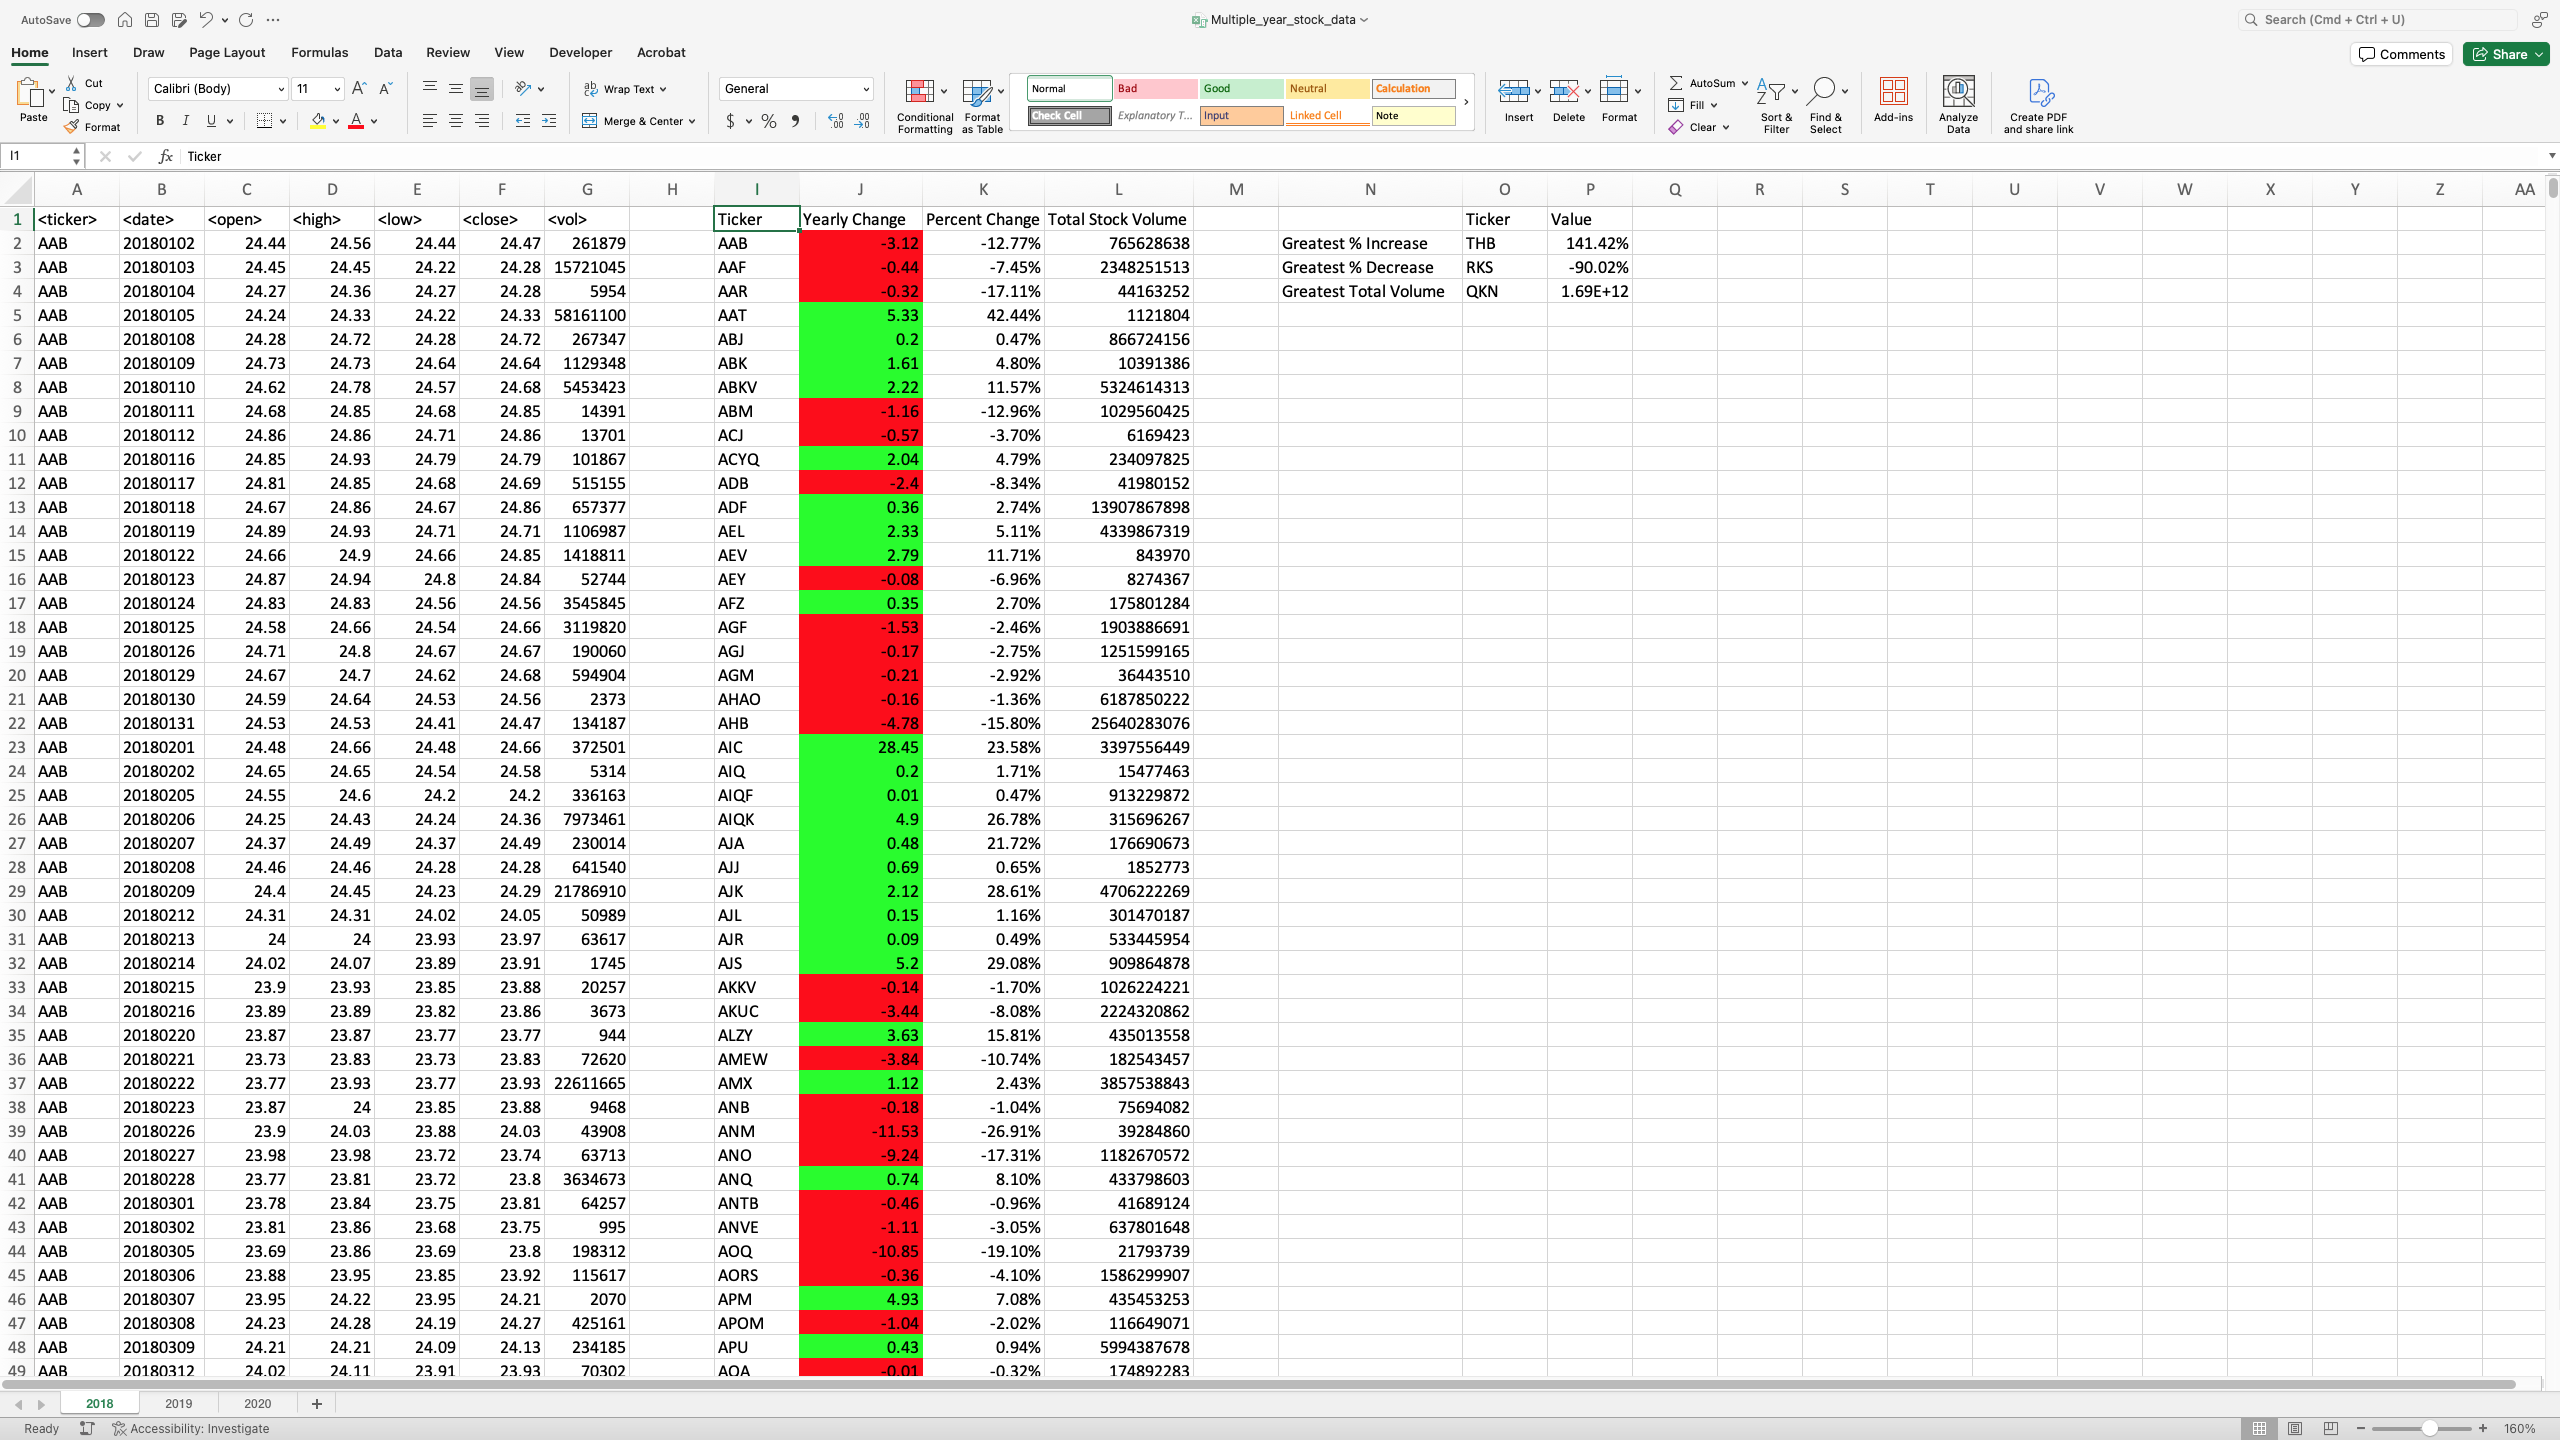 AutoSave
Multiple_year_stock_data
Search (Cmd + Ctrl + U)
Home Insert Draw Page Layout Formulas Data Review View Developer Acrobat
Comments Share
Paste Cut Copy Format
Calibri (Body) 11
B I U
Wrap Text
Merge & Center
General
$ % 9
Conditional Formatting
Format as Table
Normal Bad Good Neutral Calculation
Check Cell Explanatory T... Input Linked Cell Note
Insert Delete Format
AutoSum
Fill
Clear
Sort & Filter
Find & Select
Add-ins
Analyze Data
Create PDF and share link
I1 fx Ticker
A B C D E F G H I J K L M N O P Q R S T U V W X Y Z AA
1 <ticker> <date> <open> <high> <low> <close> <vol> Ticker Yearly Change Percent Change Total Stock Volume Ticker Value
2 AAB 20180102 24.44 24.56 24.44 24.47 261879 AAB -3.12 -12.77% 765628638 Greatest % Increase THB 141.42%
3 AAB 20180103 24.45 24.45 24.22 24.28 15721045 AAF -0.44 -7.45% 2348251513 Greatest % Decrease RKS -90.02%
4 AAB 20180104 24.27 24.36 24.27 24.28 5954 AAR -0.32 -17.11% 44163252 Greatest Total Volume QKN 1.69E+12
5 AAB 20180105 24.24 24.33 24.22 24.33 58161100 AAT 5.33 42.44% 1121804
6 AAB 20180108 24.28 24.72 24.28 24.72 267347 ABJ 0.2 0.47% 866724156
7 AAB 20180109 24.73 24.73 24.64 24.64 1129348 ABK 1.61 4.80% 10391386
8 AAB 20180110 24.62 24.78 24.57 24.68 5453423 ABKV 2.22 11.57% 5324614313
9 AAB 20180111 24.68 24.85 24.68 24.85 14391 ABM -1.16 -12.96% 1029560425
10 AAB 20180112 24.86 24.86 24.71 24.86 13701 ACJ -0.57 -3.70% 6169423
11 AAB 20180116 24.85 24.93 24.79 24.79 101867 ACYQ 2.04 4.79% 234097825
12 AAB 20180117 24.81 24.85 24.68 24.69 515155 ADB -2.4 -8.34% 41980152
13 AAB 20180118 24.67 24.86 24.67 24.86 657377 ADF 0.36 2.74% 13907867898
14 AAB 20180119 24.89 24.93 24.71 24.71 1106987 AEL 2.33 5.11% 4339867319
15 AAB 20180122 24.66 24.9 24.66 24.85 1418811 AEV 2.79 11.71% 843970
16 AAB 20180123 24.87 24.94 24.8 24.84 52744 AEY -0.08 -6.96% 8274367
17 AAB 20180124 24.83 24.83 24.56 24.56 3545845 AFZ 0.35 2.70% 175801284
18 AAB 20180125 24.58 24.66 24.54 24.66 3119820 AGF -1.53 -2.46% 1903886691
19 AAB 20180126 24.71 24.8 24.67 24.67 190060 AGJ -0.17 -2.75% 1251599165
20 AAB 20180129 24.67 24.7 24.62 24.68 594904 AGM -0.21 -2.92% 36443510
21 AAB 20180130 24.59 24.64 24.53 24.56 2373 AHAO -0.16 -1.36% 6187850222
22 AAB 20180131 24.53 24.53 24.41 24.47 134187 AHB -4.78 -15.80% 25640283076
23 AAB 20180201 24.48 24.66 24.48 24.66 372501 AIC 28.45 23.58% 3397556449
24 AAB 20180202 24.65 24.65 24.54 24.58 5314 AIQ 0.2 1.71% 15477463
25 AAB 20180205 24.55 24.6 24.2 24.2 336163 AIQF 0.01 0.47% 913229872
26 AAB 20180206 24.25 24.43 24.24 24.36 7973461 AIQK 4.9 26.78% 315696267
27 AAB 20180207 24.37 24.49 24.37 24.49 230014 AJA 0.48 21.72% 176690673
28 AAB 20180208 24.46 24.46 24.28 24.28 641540 AJJ 0.69 0.65% 1852773
29 AAB 20180209 24.4 24.45 24.23 24.29 21786910 AJK 2.12 28.61% 4706222269
30 AAB 20180212 24.31 24.31 24.02 24.05 50989 AJL 0.15 1.16% 301470187
31 AAB 20180213 24 24 23.93 23.97 63617 AJR 0.09 0.49% 533445954
32 AAB 20180214 24.02 24.07 23.89 23.91 1745 AJS 5.2 29.08% 909864878
33 AAB 20180215 23.9 23.93 23.85 23.88 20257 AKKV -0.14 -1.70% 1026224221
34 AAB 20180216 23.89 23.89 23.82 23.86 3673 AKUC -3.44 -8.08% 2224320862
35 AAB 20180220 23.87 23.87 23.77 23.77 944 ALZY 3.63 15.81% 435013558
36 AAB 20180221 23.73 23.83 23.73 23.83 72620 AMEW -3.84 -10.74% 182543457
37 AAB 20180222 23.77 23.93 23.77 23.93 22611665 AMX 1.12 2.43% 3857538843
38 AAB 20180223 23.87 24 23.85 23.88 9468 ANB -0.18 -1.04% 75694082
39 AAB 20180226 23.9 24.03 23.88 24.03 43908 ANM -11.53 -26.91% 39284860
40 AAB 20180227 23.98 23.98 23.72 23.74 63713 ANO -9.24 -17.31% 1182670572
41 AAB 20180228 23.77 23.81 23.72 23.8 3634673 ANQ 0.74 8.10% 433798603
42 AAB 20180301 23.78 23.84 23.75 23.81 64257 ANTB -0.46 -0.96% 41689124
43 AAB 20180302 23.81 23.86 23.68 23.75 995 ANVE -1.11 -3.05% 637801648
44 AAB 20180305 23.69 23.86 23.69 23.8 198312 AOQ -10.85 -19.10% 21793739
45 AAB 20180306 23.88 23.95 23.85 23.92 115617 AORS -0.36 -4.10% 1586299907
46 AAB 20180307 23.95 24.22 23.95 24.21 2070 APM 4.93 7.08% 435453253
47 AAB 20180308 24.23 24.28 24.19 24.27 425161 APOM -1.04 -2.02% 116649071
48 AAB 20180309 24.21 24.21 24.09 24.13 234185 APU 0.43 0.94% 5994387678
49 AAB 20180312 24.02 24.11 23.91 23.93 70302 AQA -0.01 -0.32% 174892283
2018 2019 2020 +
Ready Accessibility: Investigate 160%